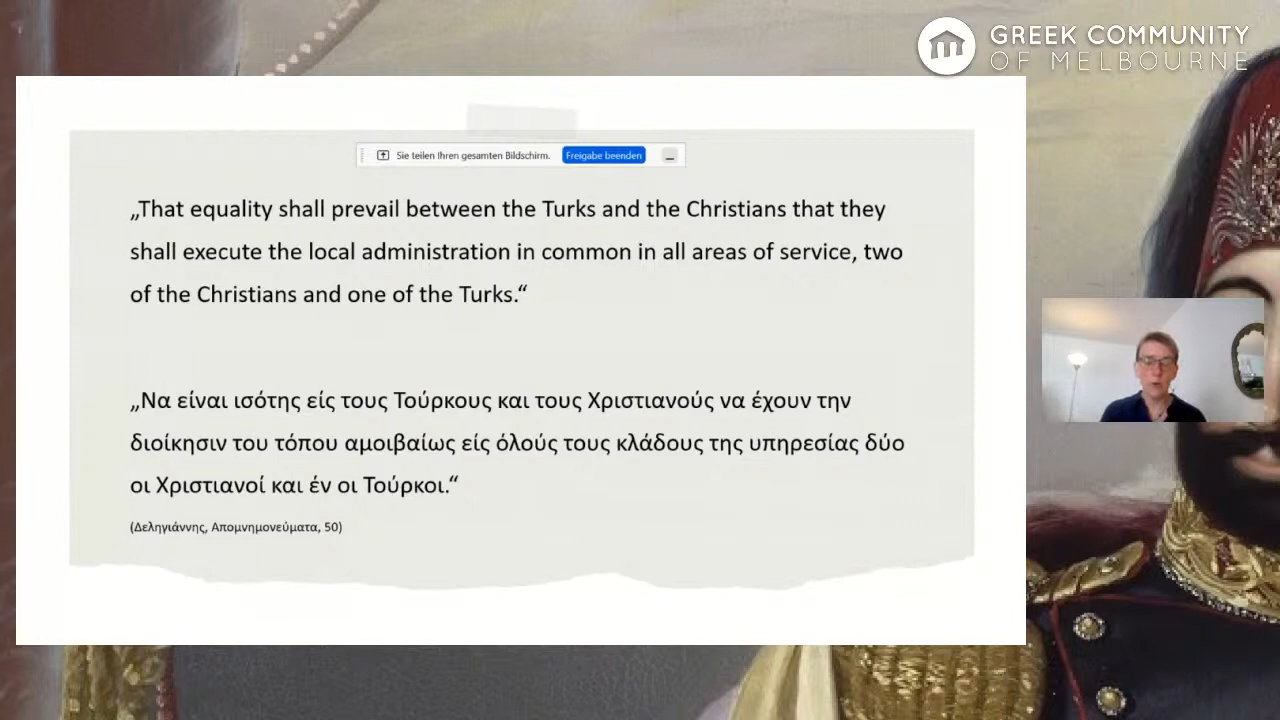 GREEK COMMUNITY
OF MELBOURNE
Sie teilen Ihren gesamten Bildschirm. Freigabe beenden
„That equality shall prevail between the Turks and the Christians that they
shall execute the local administration in common in all areas of service, two
of the Christians and one of the Turks.“
„Να είναι ισότης είς τους Τούρκους και τους Χριστιανούς να έχουν την
διοίκησιν του τόπου αμοιβαίως είς όλούς τους κλάδους της υπηρεσίας δύο
οι Χριστιανοί και έν οι Τούρκοι.“
(Δεληγιάννης, Απομνημονεύματα, 50)